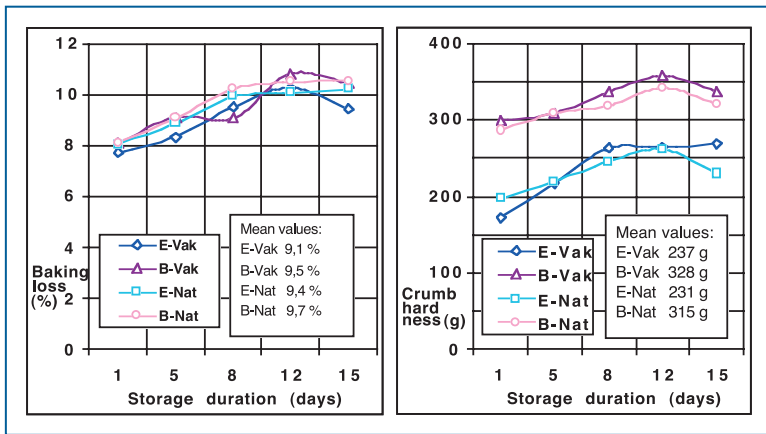 12
10
8
6
4
2
0
Baking
loss
(%)
E-Vak
B-Vak
E-Nat
B-Nat
Mean values:
E-Vak 9,1 %
B-Vak 9,5 %
E-Nat 9,4 %
B-Nat 9,7 %
1 5 8 12 15
Storage duration (days)
400
300
200
100
0
Crumb
hard
ness (g)
E-Vak
B-Vak
E-Nat
B-Nat
Mean values:
E-Vak 237 g
B-Vak 328 g
E-Nat 231 g
B-Nat 315 g
1 5 8 12 15
Storage duration (days)